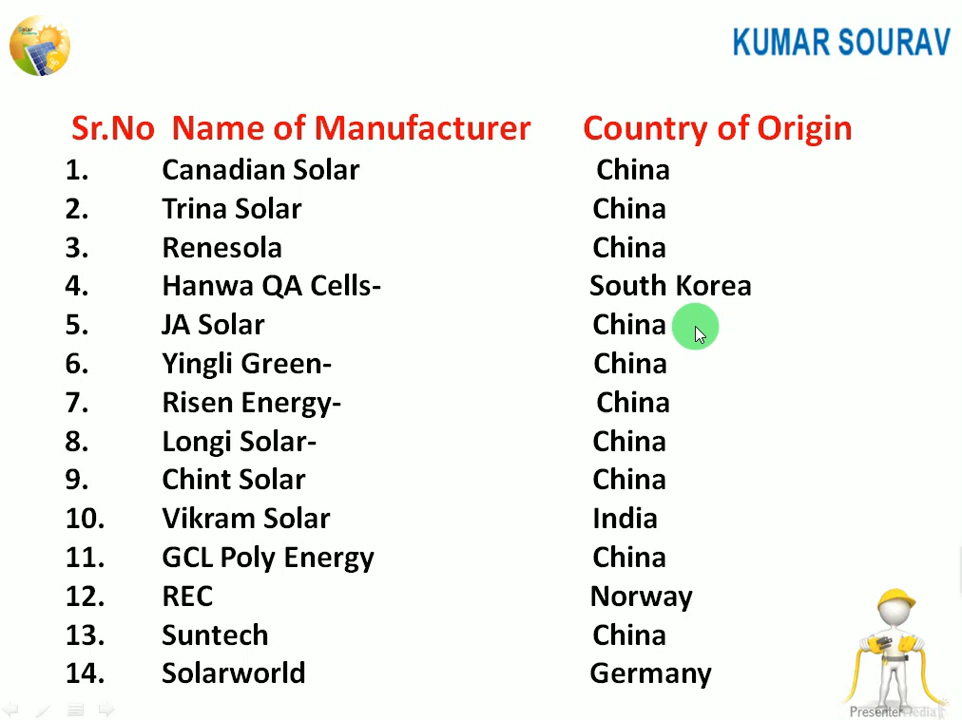 KUMAR SOURAV
Sr.No Name of Manufacturer Country of Origin
1. Canadian Solar China
2. Trina Solar China
3. Renesola China
4. Hanwa QA Cells- South Korea
5. JA Solar China
6. Yingli Green- China
7. Risen Energy- China
8. Longi Solar- China
9. Chint Solar China
10. Vikram Solar India
11. GCL Poly Energy China
12. REC Norway
13. Suntech China
14. Solarworld Germany
PresenterMedia